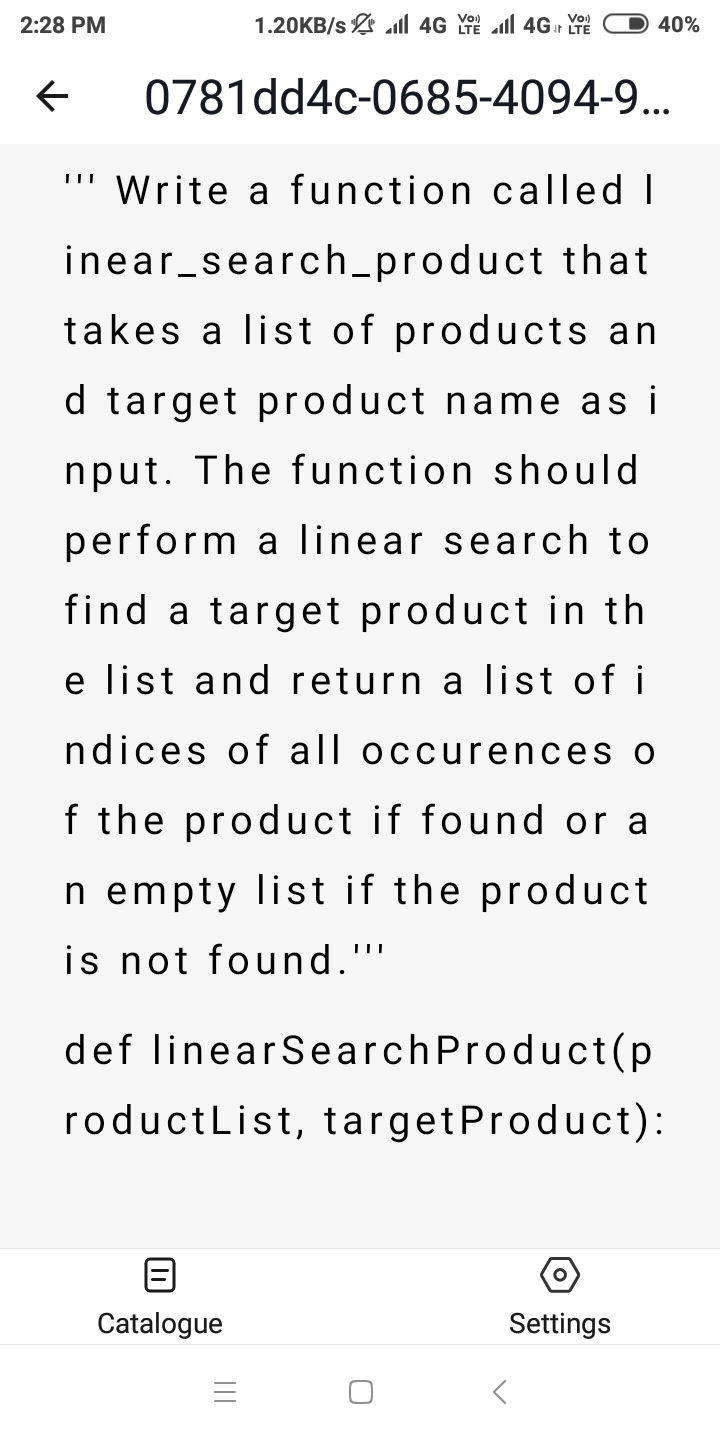 2:28 PM 1.20KB/s 4G Vo)) LTE 4G Vo)) LTE 40%
0781dd4c-0685-4094-9...
''' Write a function called l
inear_search_product that
takes a list of products an
d target product name as i
nput. The function should
perform a linear search to
find a target product in th
e list and return a list of i
ndices of all occurences o
f the product if found or a
n empty list if the product
is not found.'''
def linearSearchProduct(p
roductList, targetProduct):
Catalogue Settings